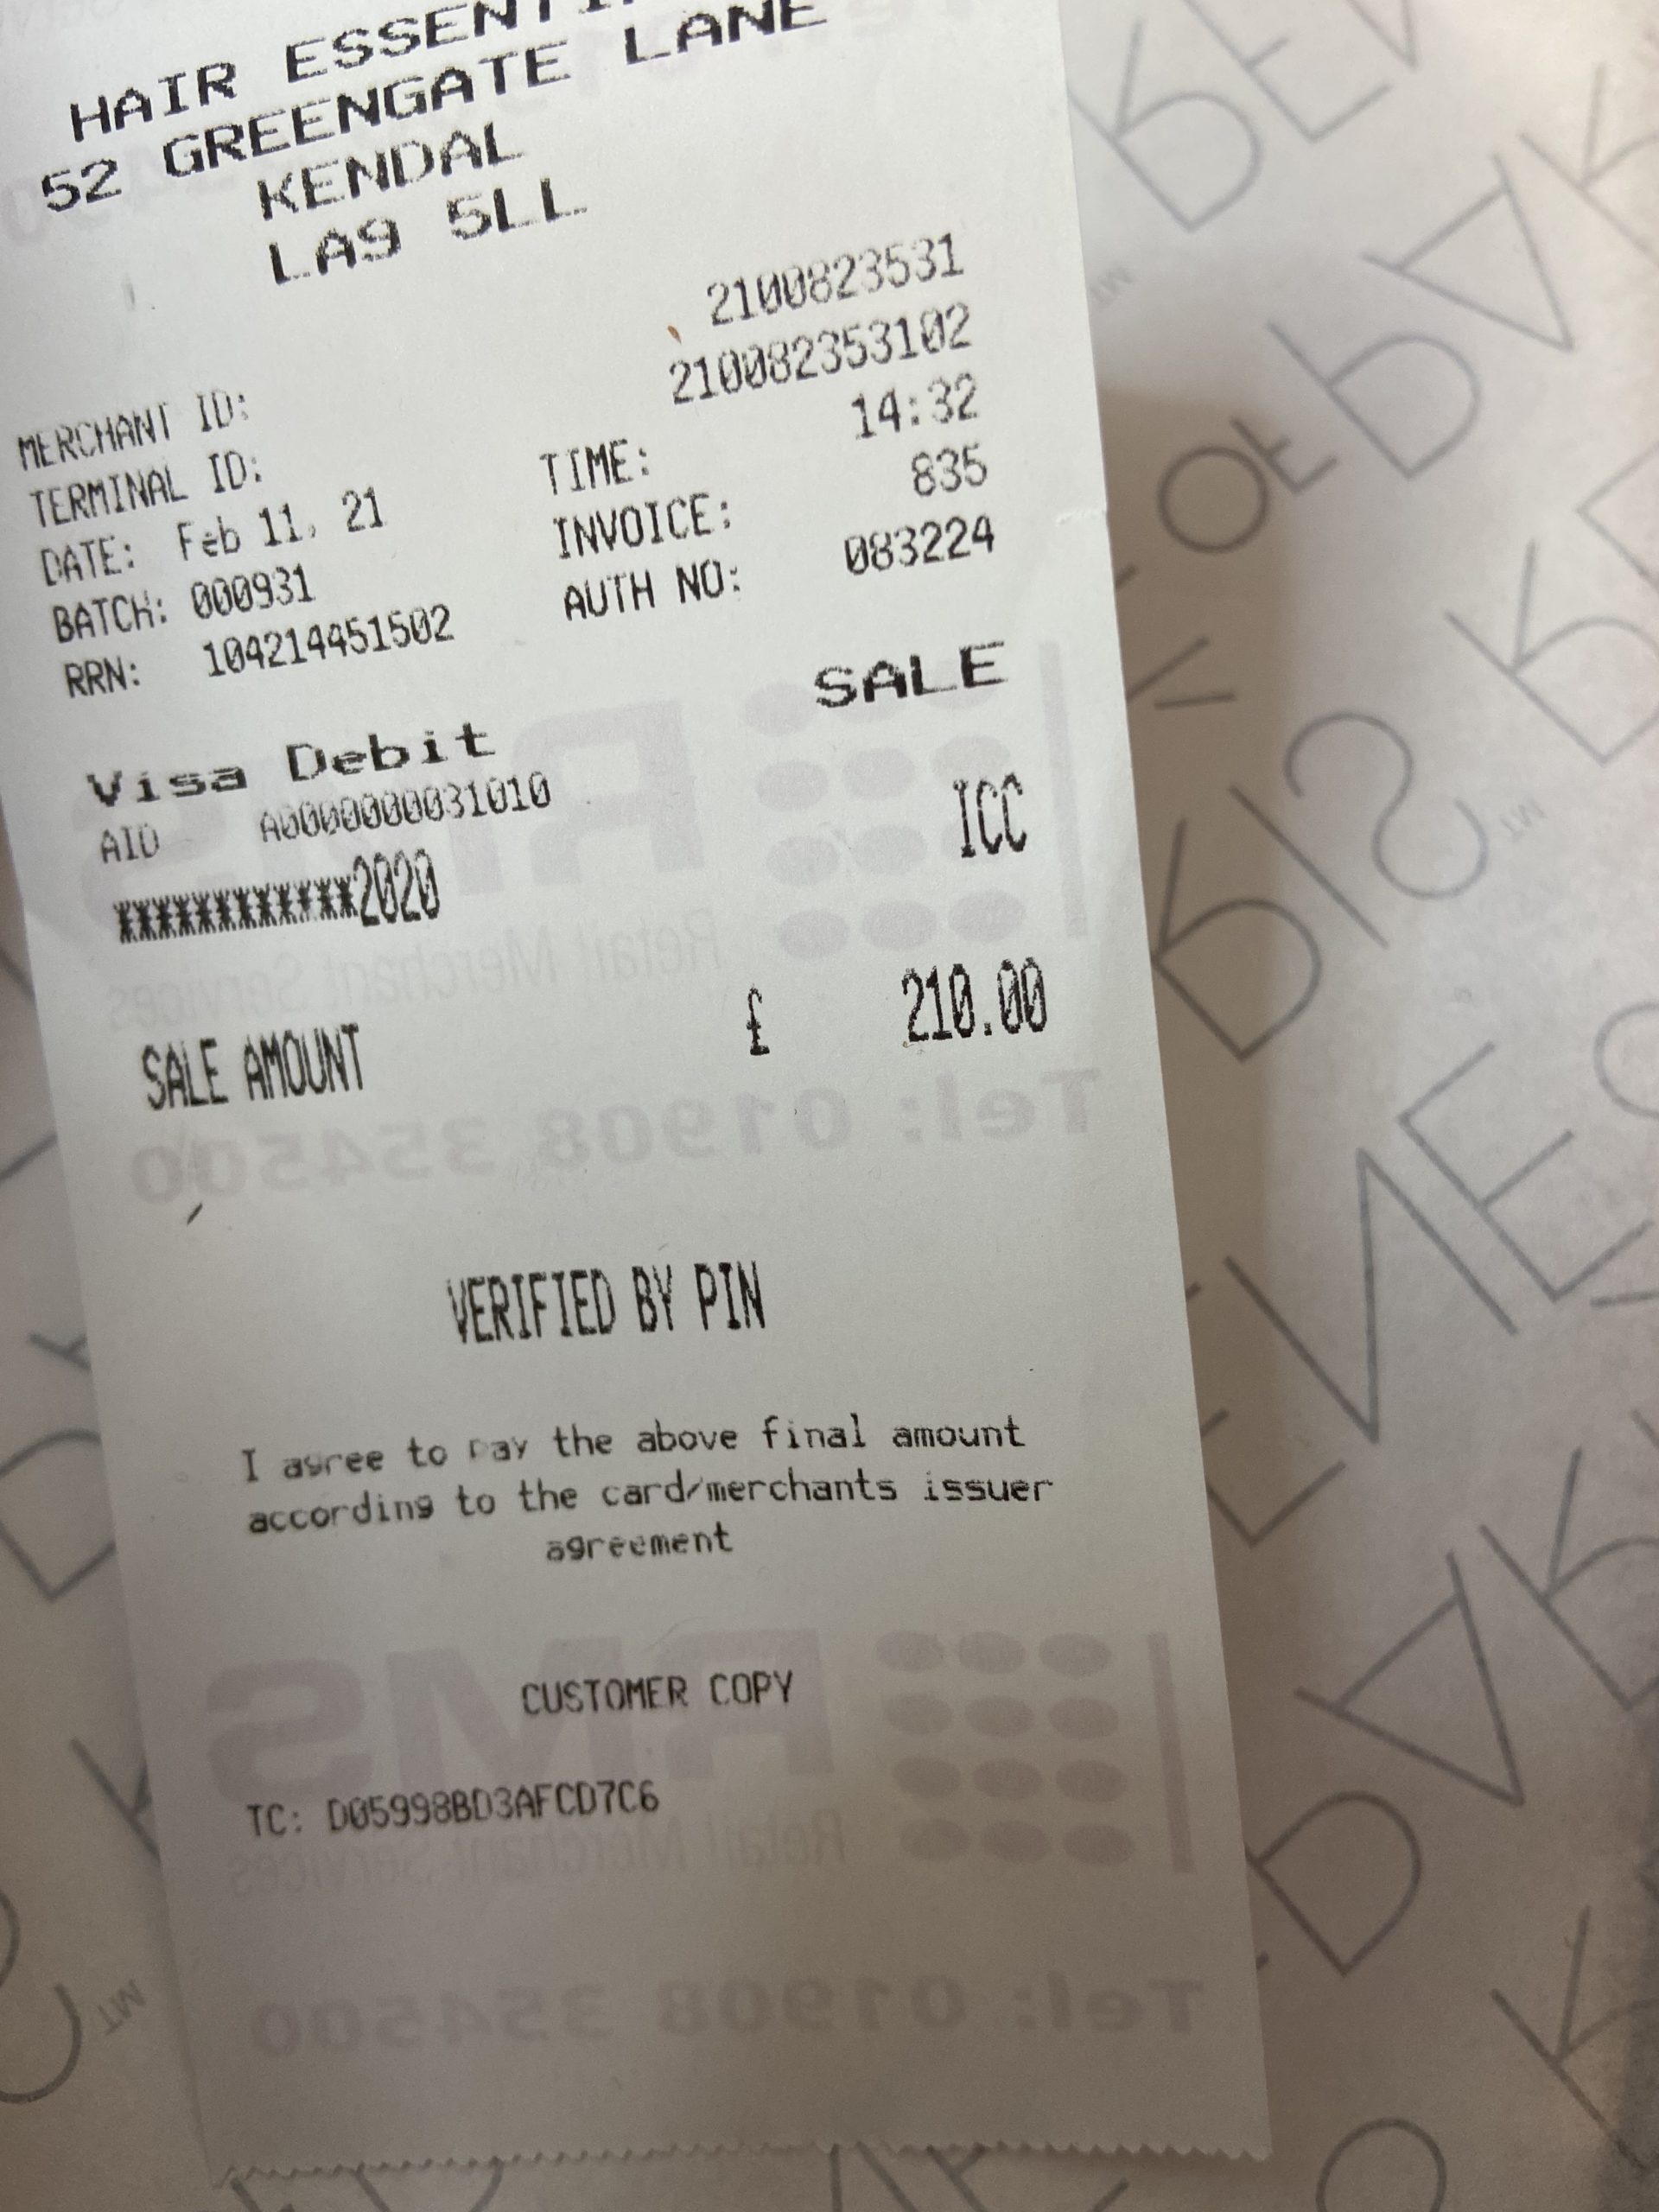 HAIR
52 GREENGATE LANE
KENDAL
LA9 5LL
MERCHANT ID: 2100823531
TERMINAL ID: 210082353102
DATE: Feb 11, 21 TIME: 14:32
BATCH: 000931 INVOICE: 835
RRN: 104214451502 AUTH NO: 083224
Visa Debit SALE
AID A0000000031010
************2020 ICC
SALE AMOUNT £ 210.00
VERIFIED BY PIN
I agree to pay the above final amount
according to the card/merchants issuer
agreement
CUSTOMER COPY
TC: D05998BD3AFCD7C6
RMS
Retail Merchant Services
Tel: 01908 354500
RMS
Retail Merchant Services
Tel: 01908 354500